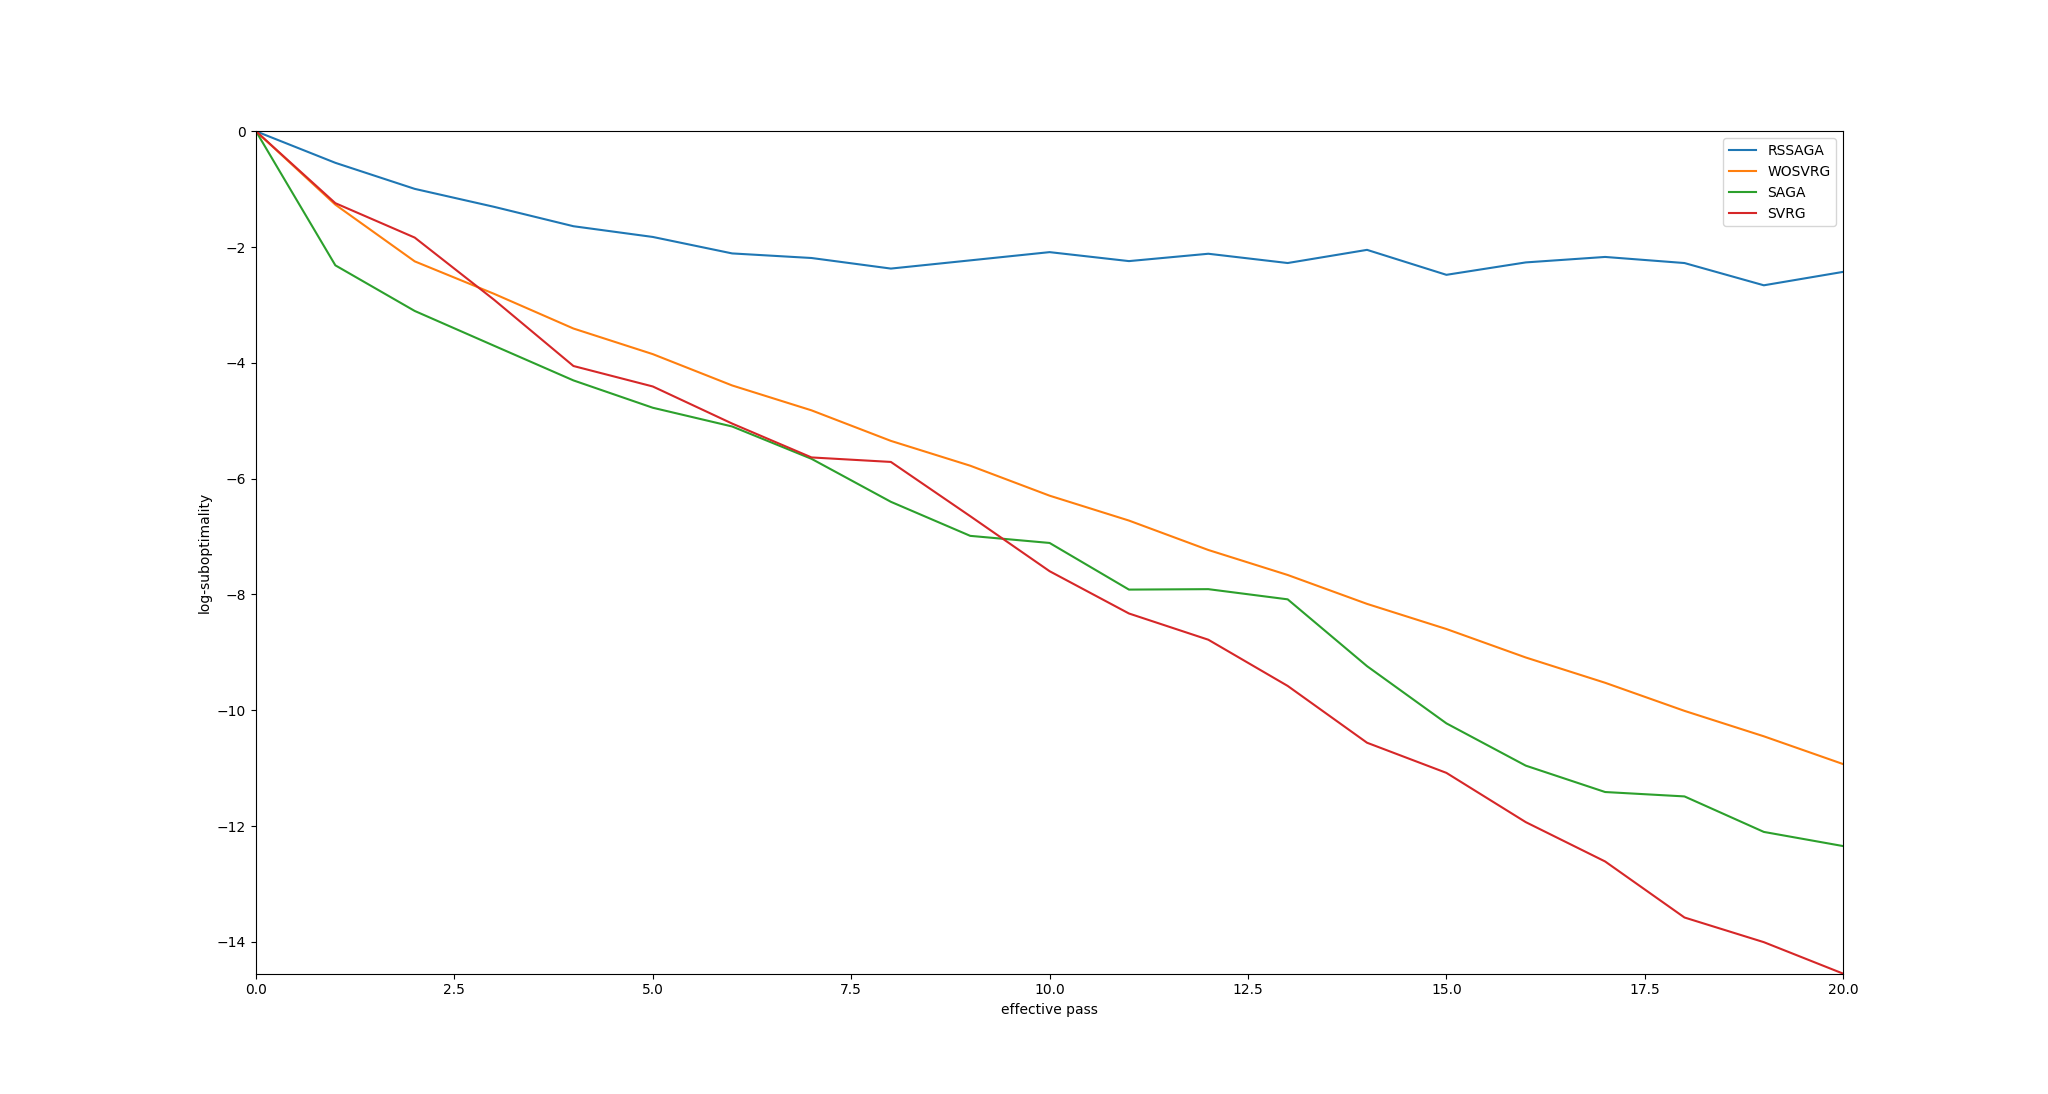 0
−2
−4
−6
−8
−10
−12
−14
log-suboptimality
0.0 2.5 5.0 7.5 10.0 12.5 15.0 17.5 20.0
effective pass
RSSAGA
WOSVRG
SAGA
SVRG